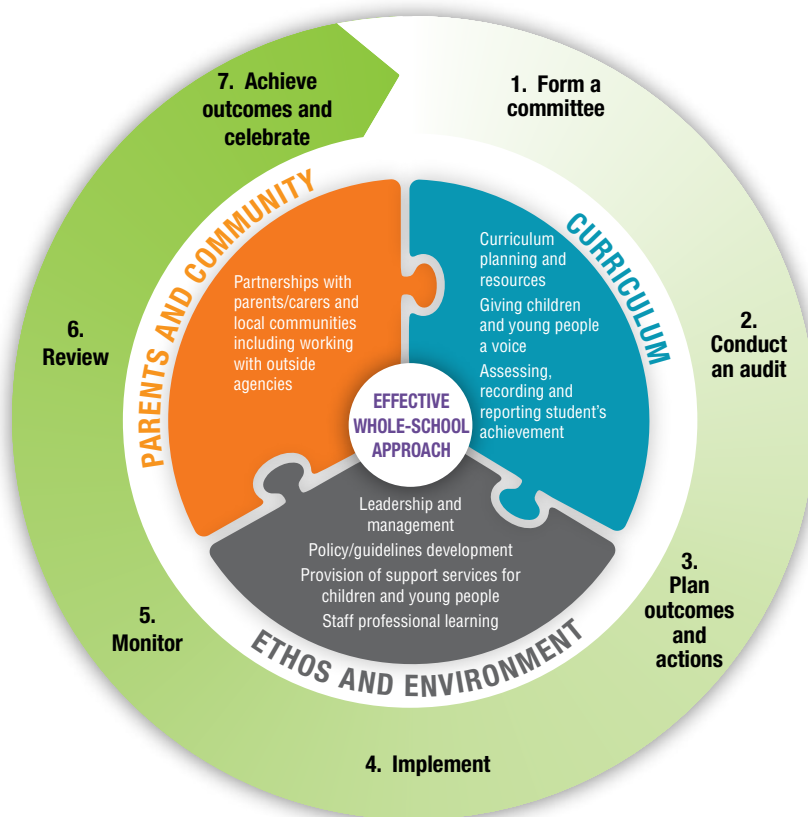 7. Achieve
outcomes and
celebrate
1. Form a
committee
2.
Conduct
an audit
3.
Plan
outcomes
and
actions
4. Implement
5.
Monitor
6.
Review
PARENTS AND COMMUNITY
Partnerships with
parents/carers and
local communities
including working
with outside
agencies
CURRICULUM
Curriculum
planning and
resources
Giving children
and young people
a voice
Assessing,
recording and
reporting student’s
achievement
EFFECTIVE
WHOLE-SCHOOL
APPROACH
Leadership and
management
Policy/guidelines development
Provision of support services for
children and young people
Staff professional learning
ETHOS AND ENVIRONMENT